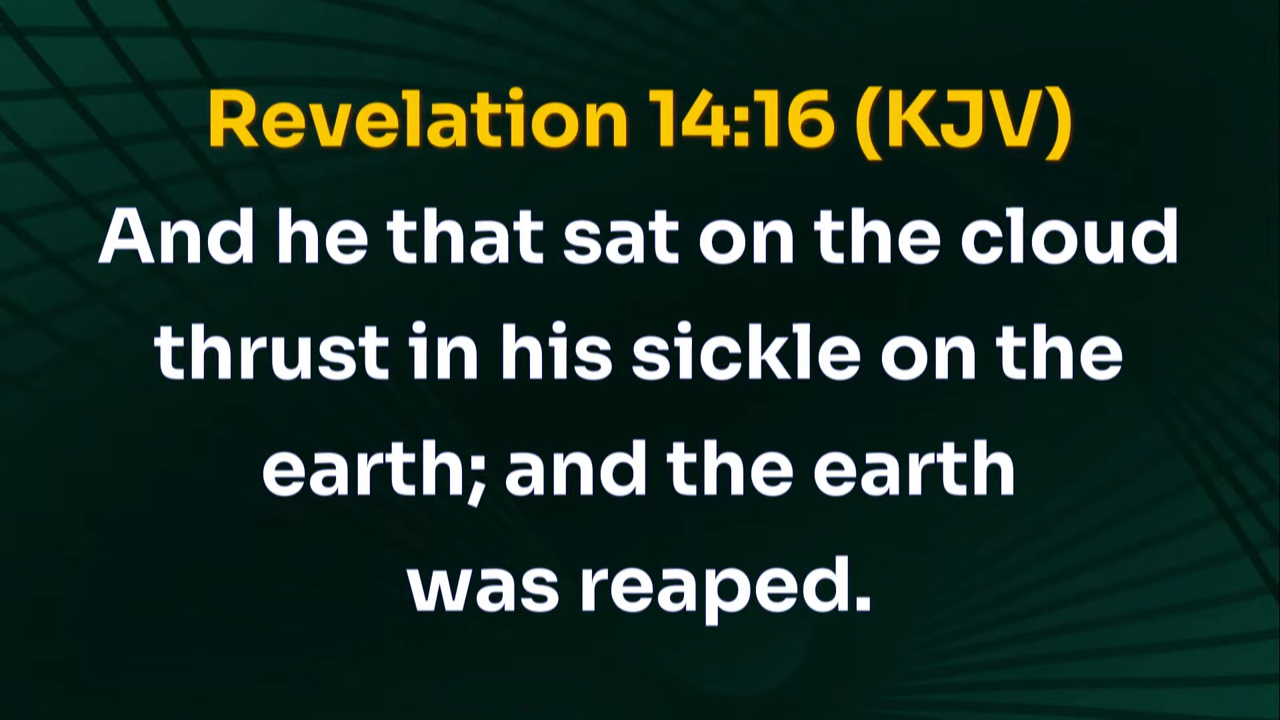 Revelation 14:16 (KJV)
And he that sat on the cloud
thrust in his sickle on the
earth; and the earth
was reaped.